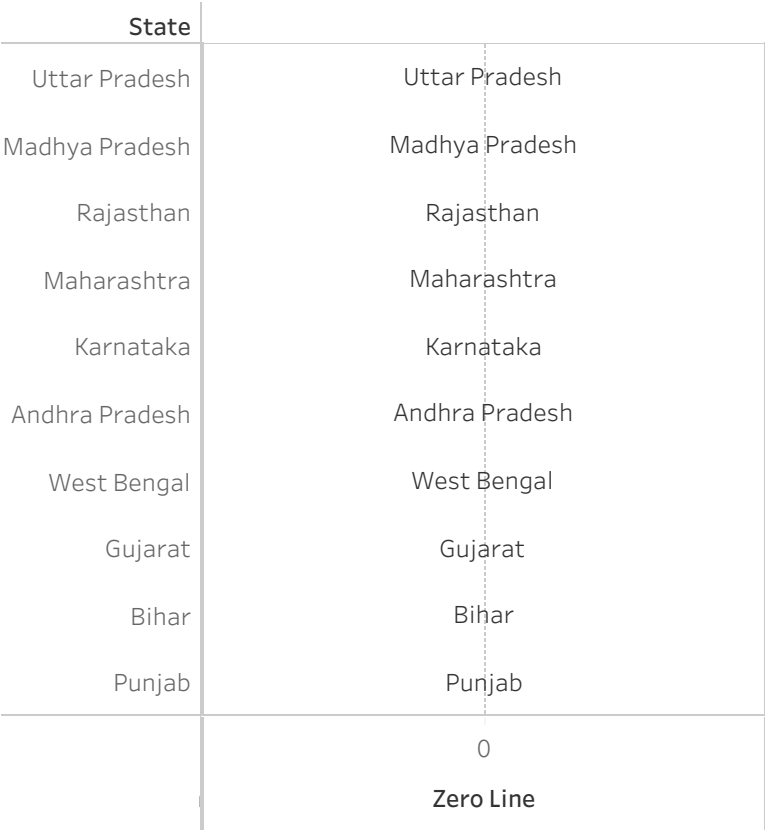 State
Uttar Pradesh Uttar Pradesh
Madhya Pradesh Madhya Pradesh
Rajasthan Rajasthan
Maharashtra Maharashtra
Karnataka Karnataka
Andhra Pradesh Andhra Pradesh
West Bengal West Bengal
Gujarat Gujarat
Bihar Bihar
Punjab Punjab
0
Zero Line